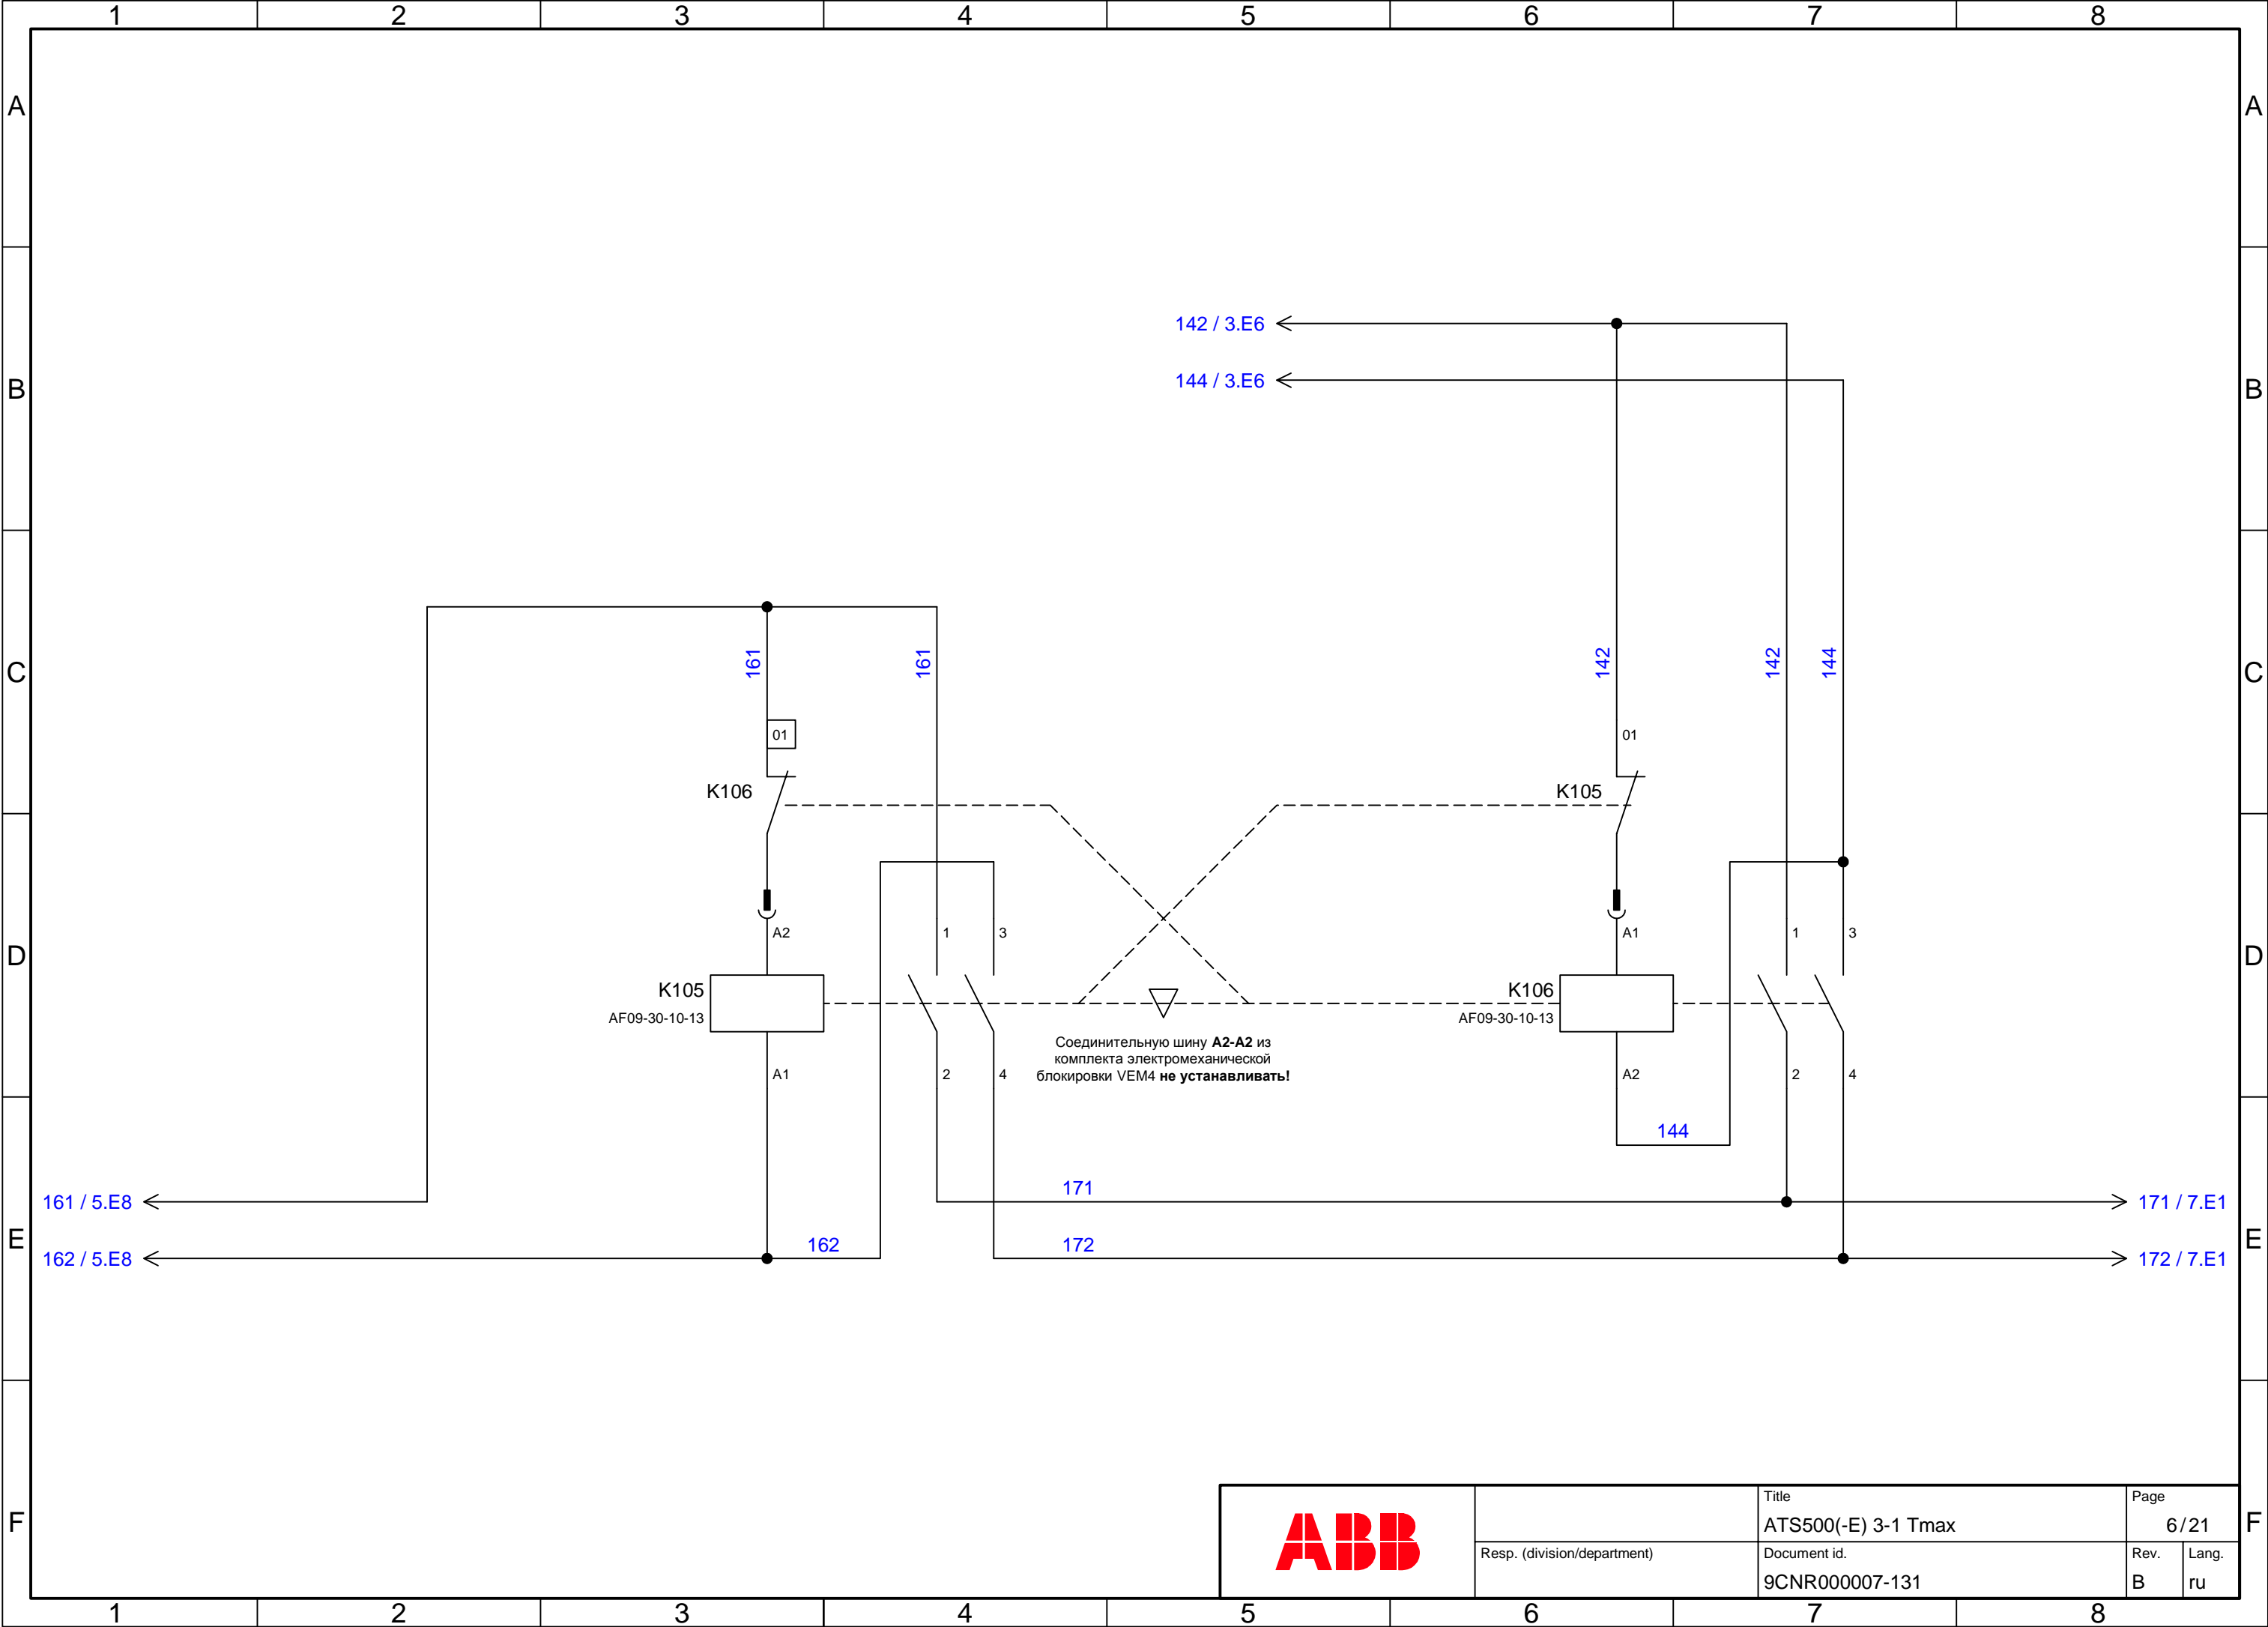 1 2 3 4 5 6 7 8
A A
142 / 3.E6
144 / 3.E6
B B
161 161 142 142 144
C C
01 01
K106 K105
A2 1 3 A1 1 3
D D
K105 K106
AF09-30-10-13 AF09-30-10-13
Соединительную шину A2-A2 из
комплекта электромеханической
блокировки VEM4 не устанавливать!
A1 2 4 A2 2 4
144
161 / 5.E8 171 171 / 7.E1
E E
162 / 5.E8 162 172 172 / 7.E1
Title Page
ABB ATS500(-E) 3-1 Tmax 6/21
F F
Resp. (division/department) Document id. Rev. Lang.
9CNR000007-131 B ru
1 2 3 4 5 6 7 8